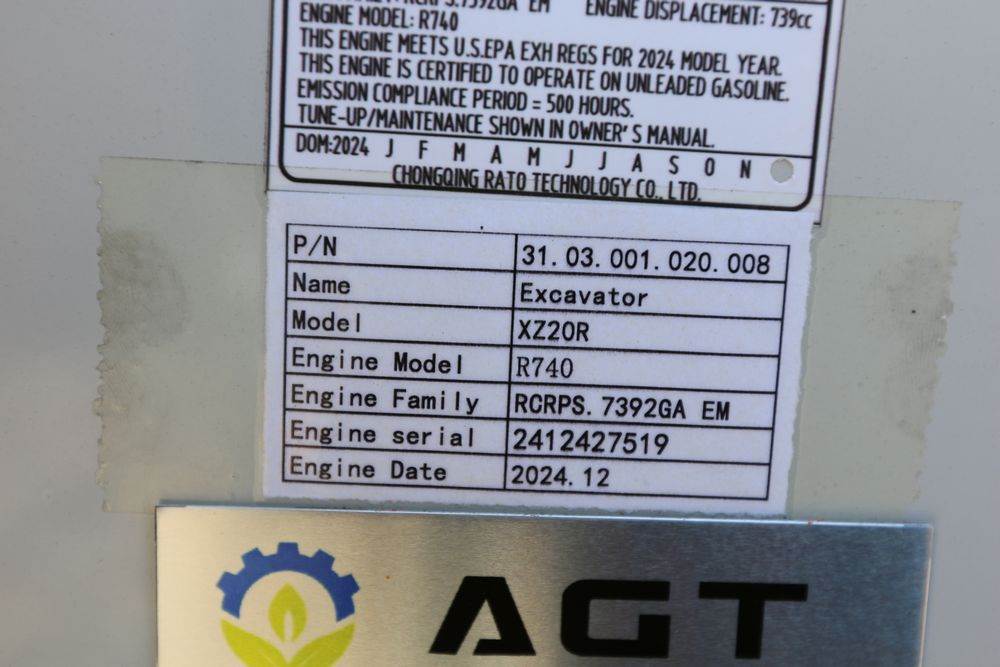 RCRPS.7392GA EM ENGINE DISPLACEMENT: 739cc
ENGINE MODEL: R740
THIS ENGINE MEETS U.S.EPA EXH REGS FOR 2024 MODEL YEAR.
THIS ENGINE IS CERTIFIED TO OPERATE ON UNLEADED GASOLINE.
EMISSION COMPLIANCE PERIOD = 500 HOURS.
TUNE-UP/MAINTENANCE SHOWN IN OWNER'S MANUAL.
DOM:2024 J F M A M J J A S O N
CHONGQING RATO TECHNOLOGY CO., LTD.
P/N 31.03.001.020.008
Name Excavator
Model XZ20R
Engine Model R740
Engine Family RCRPS.7392GA EM
Engine serial 2412427519
Engine Date 2024.12
AGT